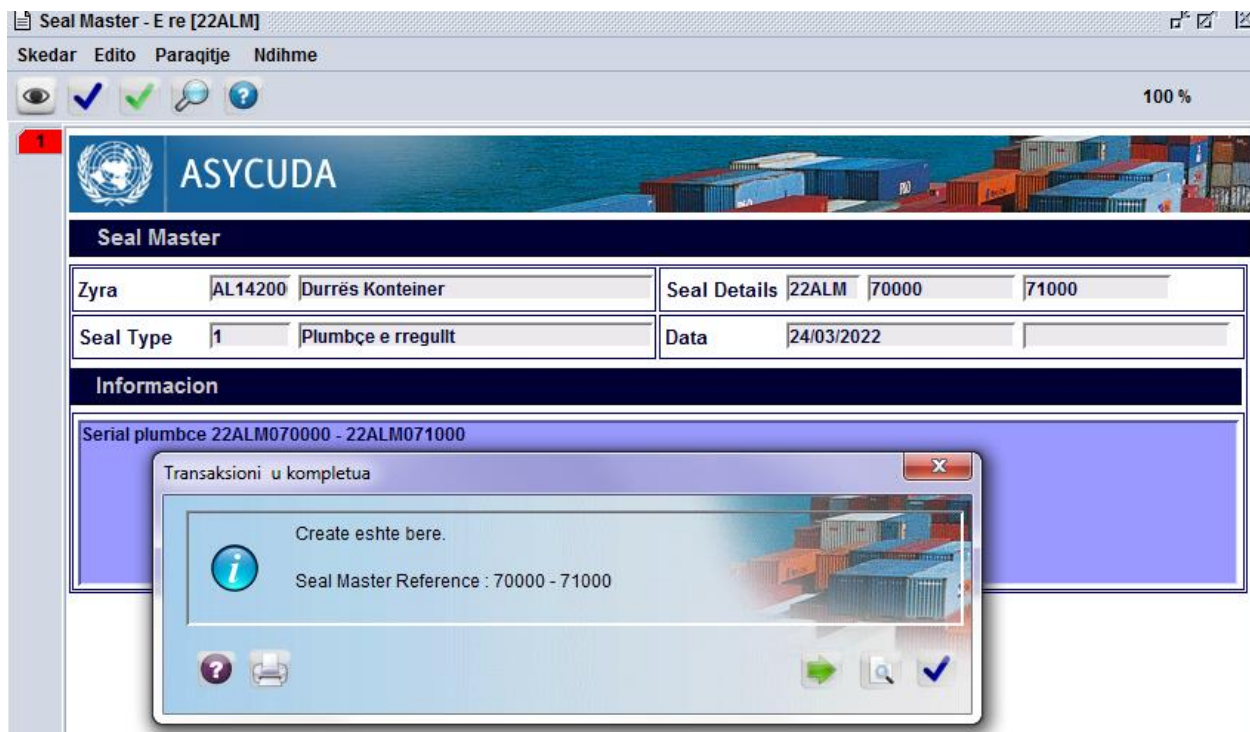 Seal Master - E re [22ALM]
Skedar Edito Paraqitje Ndihme
100 %
1
ASYCUDA
Seal Master
Zyra AL14200 Durrës Konteiner Seal Details 22ALM 70000 71000
Seal Type 1 Plumbçe e rregullt Data 24/03/2022
Informacion
Serial plumbce 22ALM070000 - 22ALM071000
Transaksioni u kompletua
Create eshte bere.
Seal Master Reference : 70000 - 71000